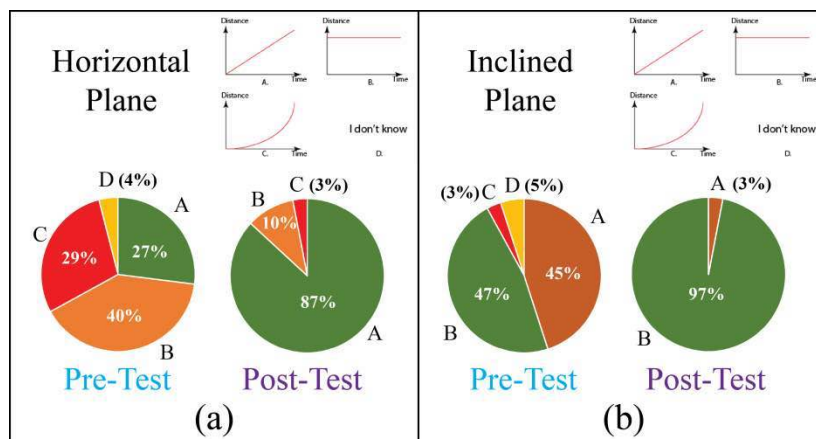 Horizontal
Plane
Distance
Time
A.
Distance
Time
B.
Distance
Time
C.
I don't know
D.
D (4%)
A
27%
C
29%
40%
B
Pre-Test
C (3%)
B
10%
87%
A
Post-Test
(a)
Inclined
Plane
Distance
Time
A.
Distance
Time
B.
Distance
Time
C.
I don't know
D.
(3%) C D (5%)
A
45%
47%
B
Pre-Test
A (3%)
97%
B
Post-Test
(b)